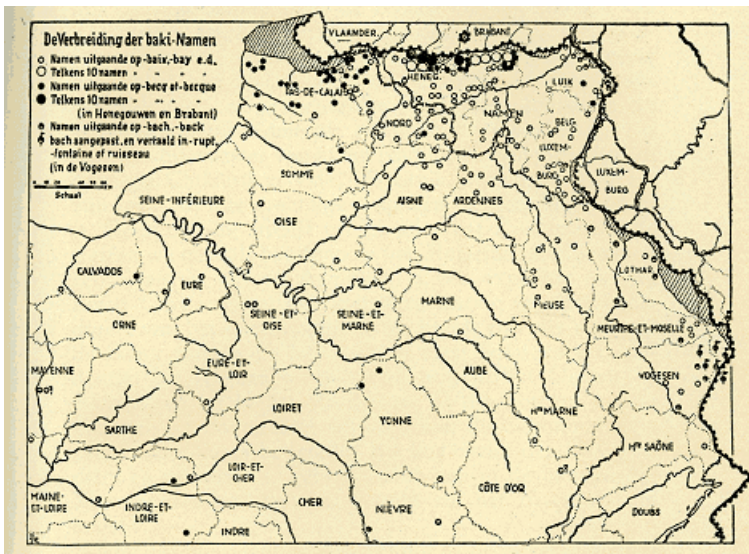 De Verbreiding der baki-Namen
Namen uitgaande op -baix, -bay e.d.
Telkens 10 namen " " "
Namen uitgaande op -becq et -becque
Telkens 10 namen " " "
(in Henegouwen en Brabant)
Namen uitgaande op -bach, -back
bach aangepast en vertaald in -rupt,
-fontaine of ruisseau
(in de Vogezen)
Schaal
VLAANDER.
BRABANT
HENEG.
LUIK
PAS-DE-CALAIS
NORD
NAMEN
BELG
LUXEM-
BURG
LUXEM-
BURG
SOMME
SEINE-INFÉRIEURE
OISE
AISNE
ARDENNES
LOTHAR.
CALVADOS
EURE
ORNE
SEINE-ET-
OISE
SEINE-ET-
MARNE
MARNE
MEUSE
MEURTHE-ET-MOSELLE
MAYENNE
EURE-ET-
LOIR
AUBE
VOGESEN
SARTHE
LOIRET
YONNE
Hte MARNE
Hte SAÔNE
LOIR-ET-
CHER
MAINE-
ET-LOIRE
INDRE-ET-
LOIRE
CHER
CÔTE D'OR
DOUBS
INDRE
NIÈVRE